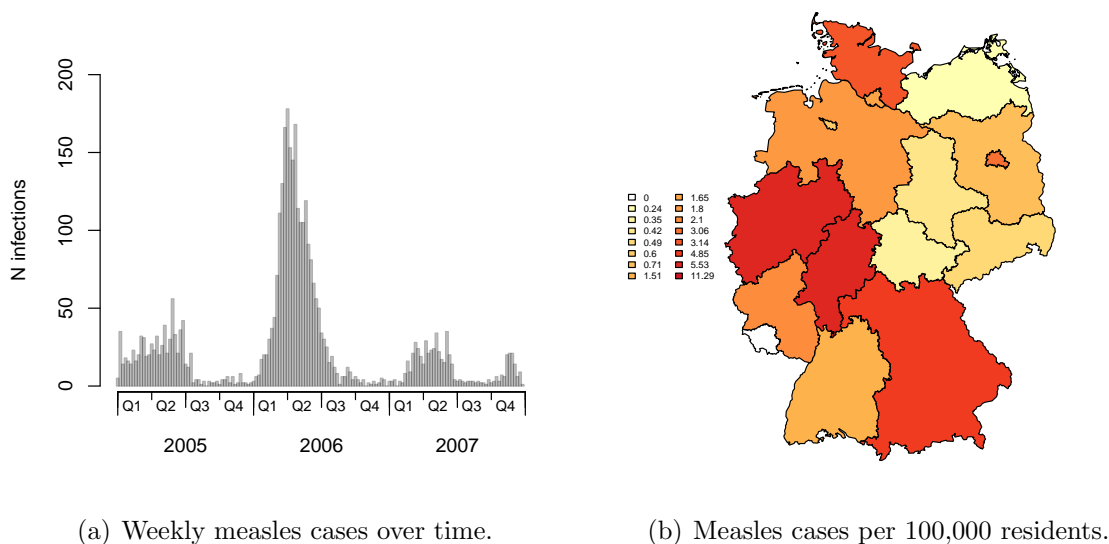 N infections
200
150
100
50
0
Q1 Q2 Q3 Q4 Q1 Q2 Q3 Q4 Q1 Q2 Q3 Q4
2005 2006 2007
(a) Weekly measles cases over time.
0 1.65
0.24 1.8
0.35 2.1
0.42 3.06
0.49 3.14
0.6 4.85
0.71 5.53
1.51 11.29
(b) Measles cases per 100,000 residents.